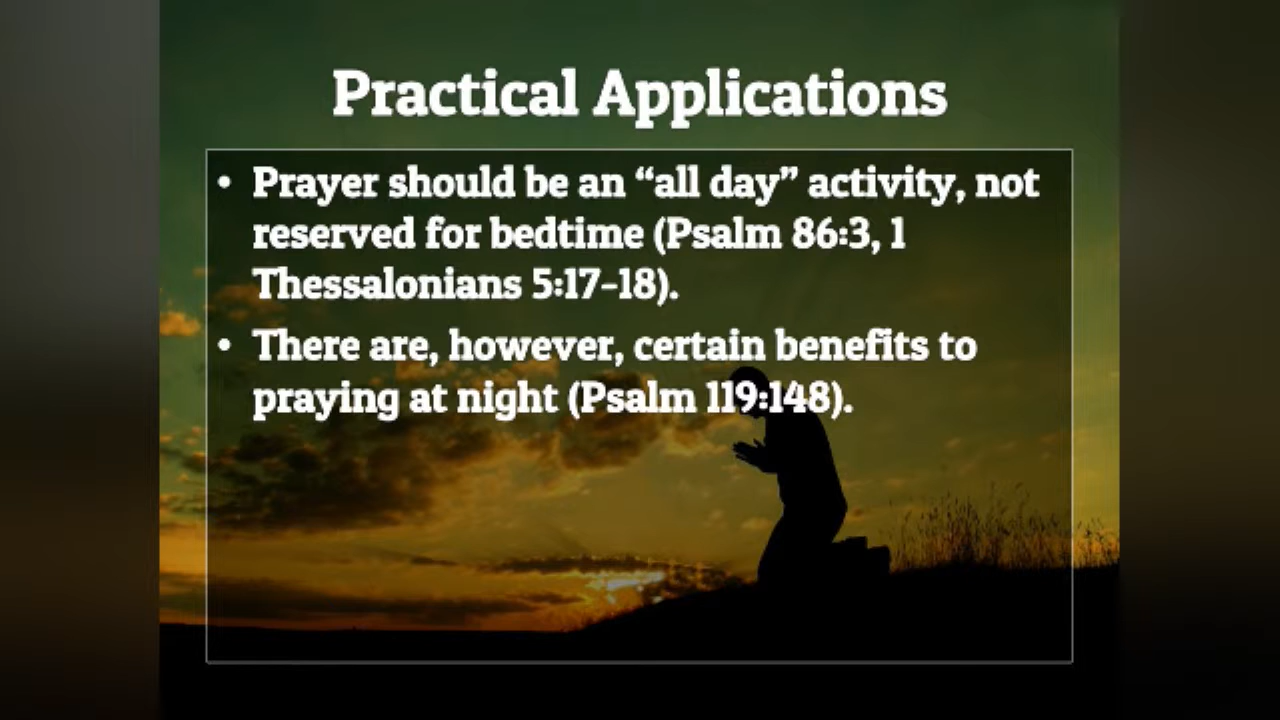 Practical Applications
• Prayer should be an “all day” activity, not
reserved for bedtime (Psalm 86:3, 1
Thessalonians 5:17-18).
• There are, however, certain benefits to
praying at night (Psalm 119:148).